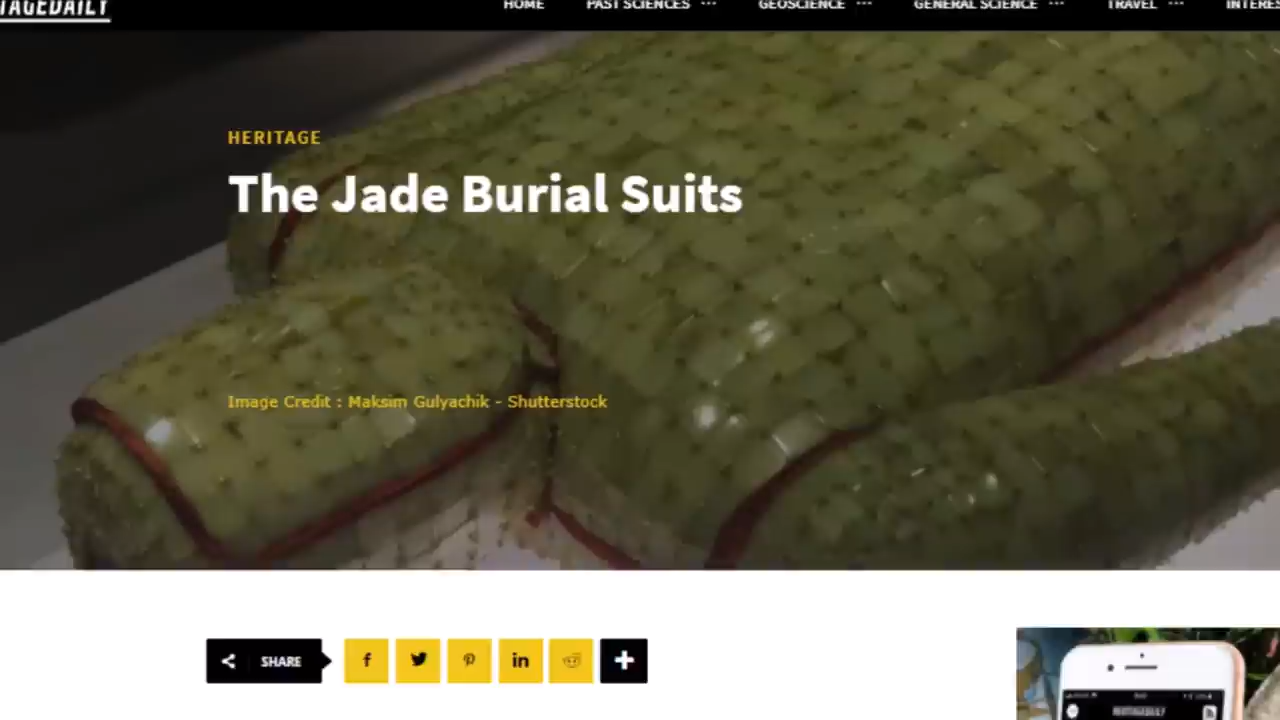 TAGEDAILY
HOME PAST SCIENCES ··· GEOSCIENCE ··· GENERAL SCIENCE ··· TRAVEL ··· INTERES
HERITAGE
The Jade Burial Suits
Image Credit : Maksim Gulyachik - Shutterstock
SHARE